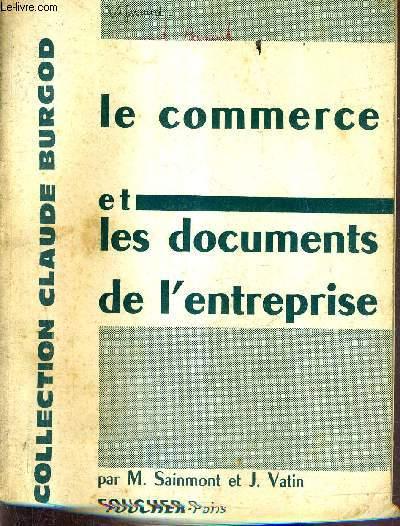 Le-livre.com
COLLECTION CLAUDE BURGOD
le commerce
et
les documents
de l'entreprise
par M. Sainmont et J. Vatin
FOUCHER Paris